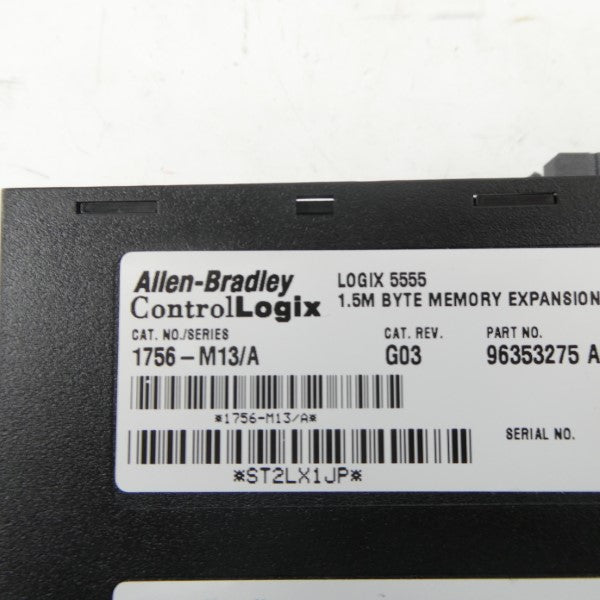 Allen-Bradley
ControlLogix
LOGIX 5555
1.5M BYTE MEMORY EXPANSION
CAT. NO./SERIES
1756-M13/A
CAT. REV.
G03
PART NO.
96353275 A
*1756-M13/A*
SERIAL NO.
*ST2LX1JP*